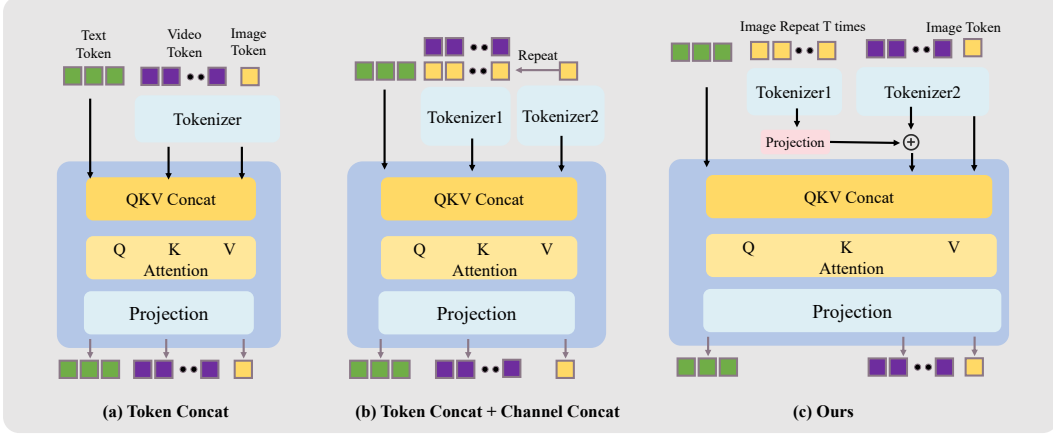 Text
Token
Video
Token
Image
Token
Tokenizer
QKV Concat
Q K V
Attention
Projection
(a) Token Concat
Repeat
Tokenizer1
Tokenizer2
QKV Concat
Q K V
Attention
Projection
(b) Token Concat + Channel Concat
Image Repeat T times
Image Token
Tokenizer1
Tokenizer2
Projection
QKV Concat
Q K V
Attention
Projection
(c) Ours